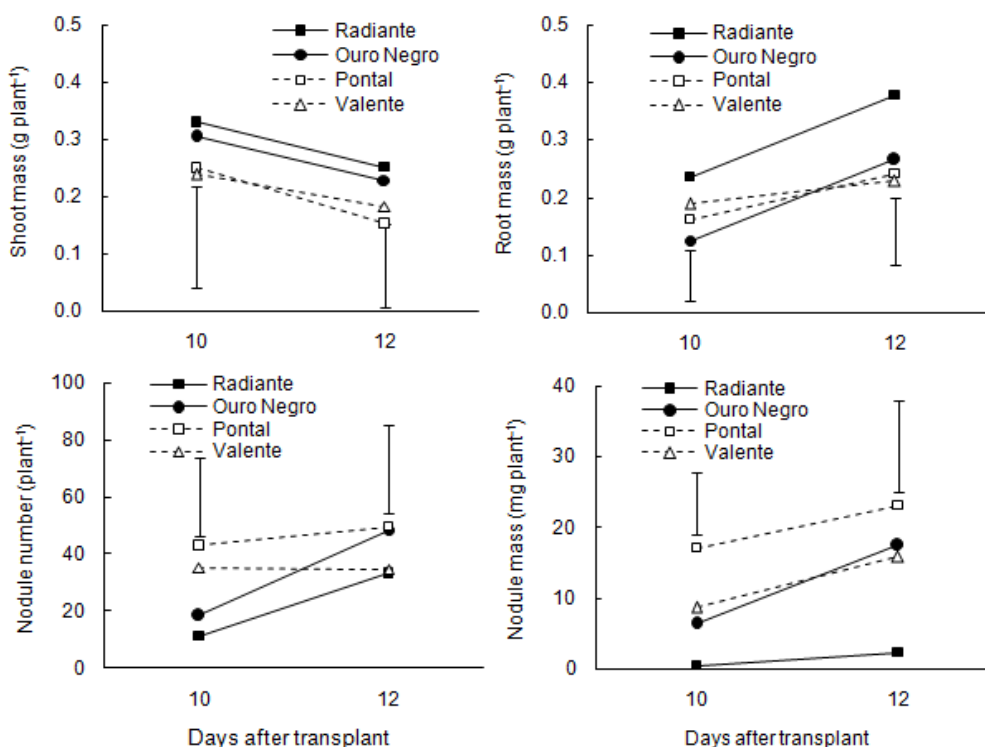 Shoot mass (g plant⁻¹)
0.5
0.4
0.3
0.2
0.1
0.0
Radiante
Ouro Negro
Pontal
Valente
10 12
Root mass (g plant⁻¹)
0.5
0.4
0.3
0.2
0.1
0.0
Radiante
Ouro Negro
Pontal
Valente
10 12
Nodule number (plant⁻¹)
100
80
60
40
20
0
Radiante
Ouro Negro
Pontal
Valente
10 12
Days after transplant
Nodule mass (mg plant⁻¹)
40
30
20
10
0
Radiante
Ouro Negro
Pontal
Valente
10 12
Days after transplant